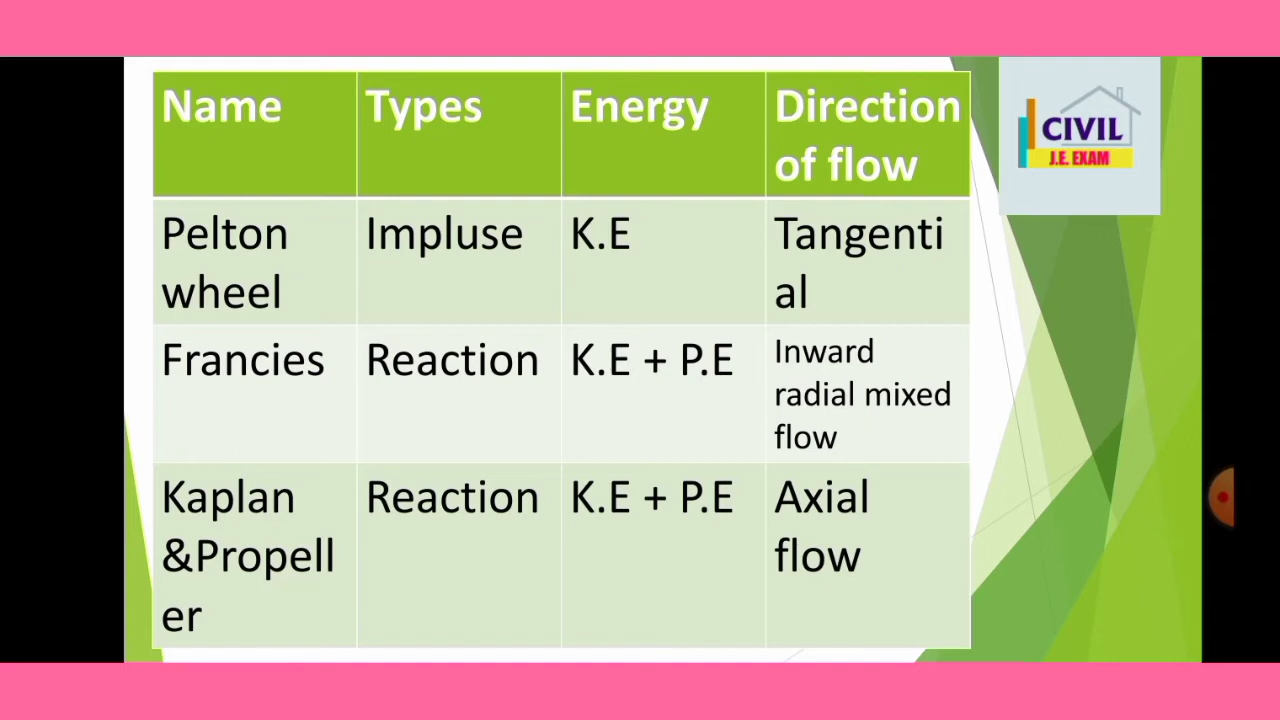 Name Types Energy Direction
of flow
Pelton Impluse K.E Tangenti
wheel al
Francies Reaction K.E + P.E Inward
radial mixed
flow
Kaplan Reaction K.E + P.E Axial
&Propell flow
er
CIVIL
J.E. EXAM